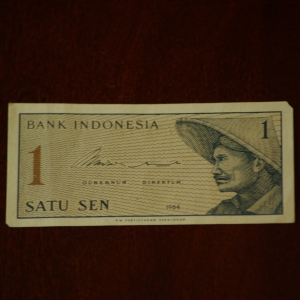 BANK INDONESIA
1
1
GUBERNUR DIREKTUR
SATU SEN
1964